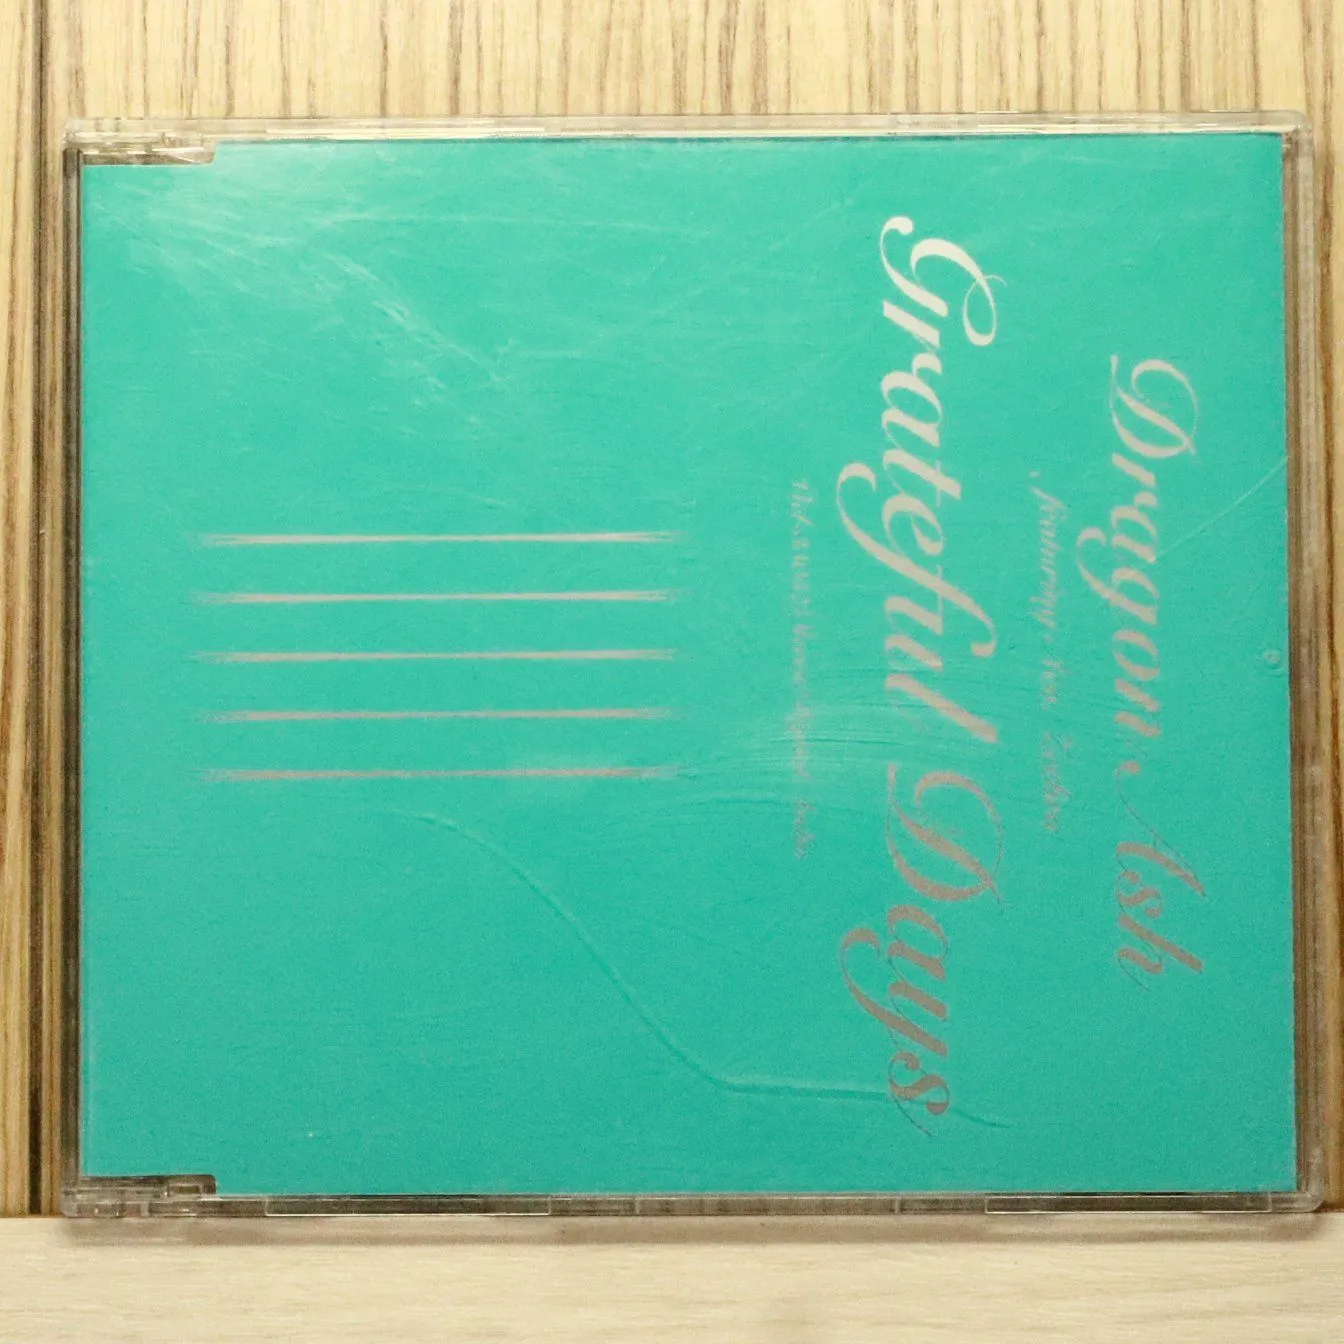 Dragon Ash
featuring Aco, Zeebra
Grateful Days